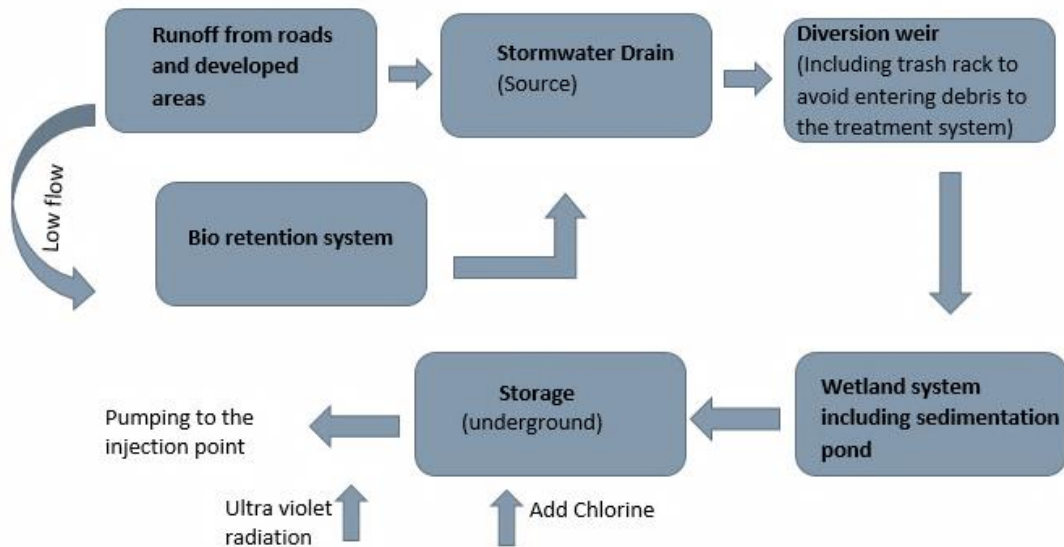 Runoff from roads
and developed
areas
Stormwater Drain
(Source)
Diversion weir
(Including trash rack to
avoid entering debris to
the treatment system)
Low flow
Bio retention system
Storage
(underground)
Wetland system
including sedimentation
pond
Pumping to the
injection point
Ultra violet
radiation
Add Chlorine